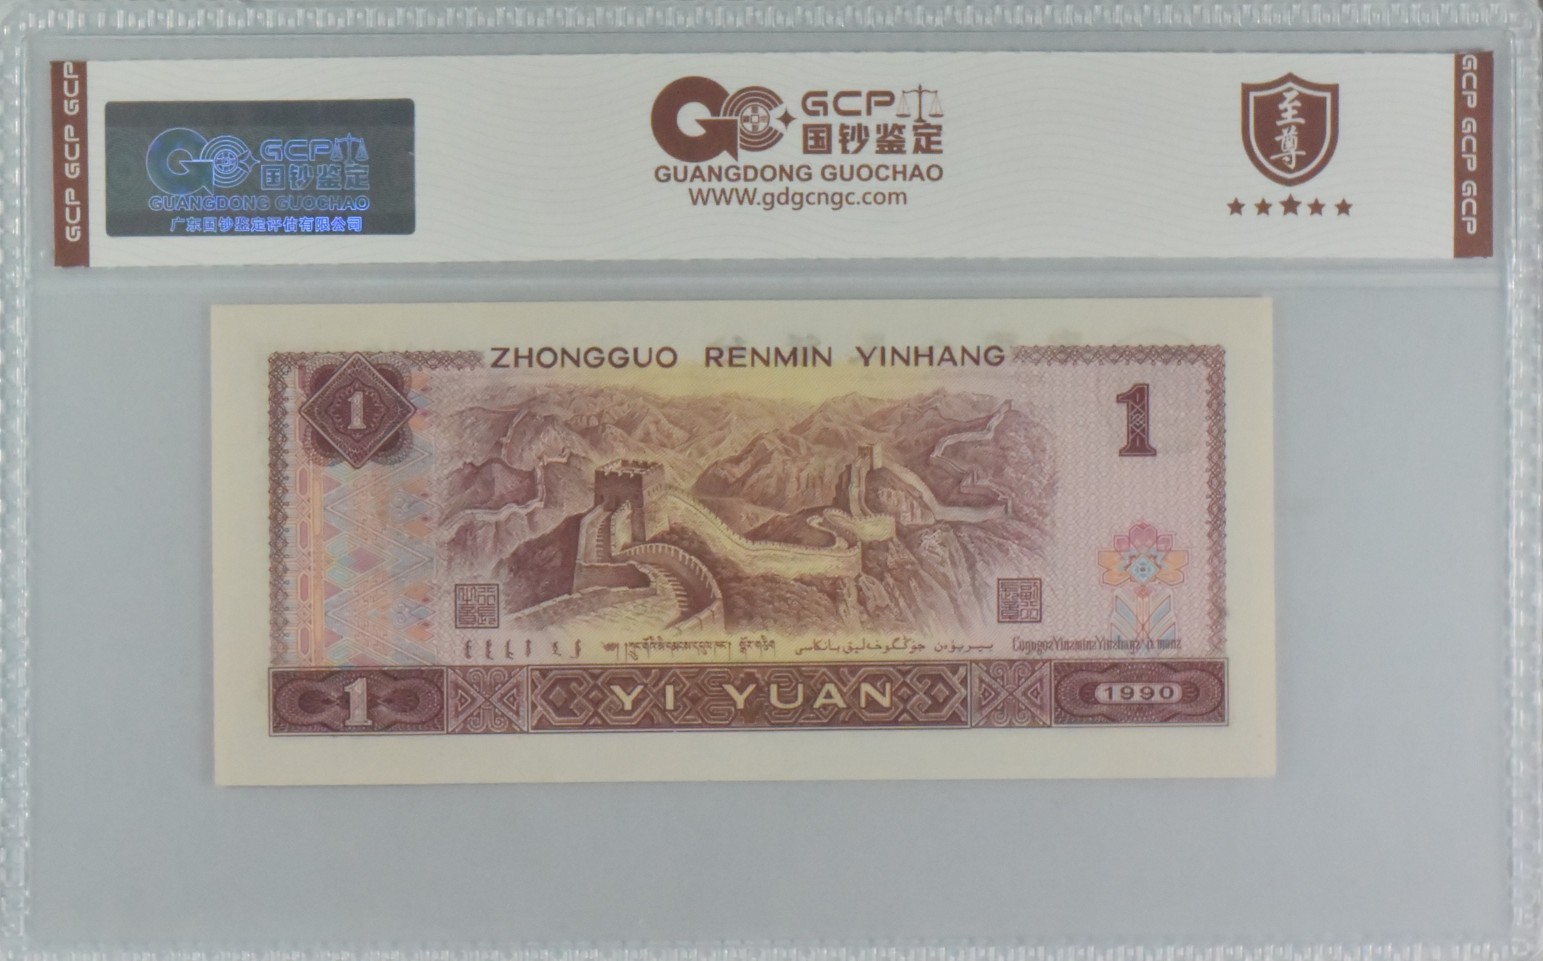 GCP GCP GCP
GCP
国钞鉴定
GUANGDONG GUOCHAO
广东国钞鉴定评估有限公司
GCP
国钞鉴定
GUANGDONG GUOCHAO
WWW.gdgcngc.com
至尊
GCP GCP GCP
ZHONGGUO RENMIN YINHANG
1
1
1
YI YUAN
1990